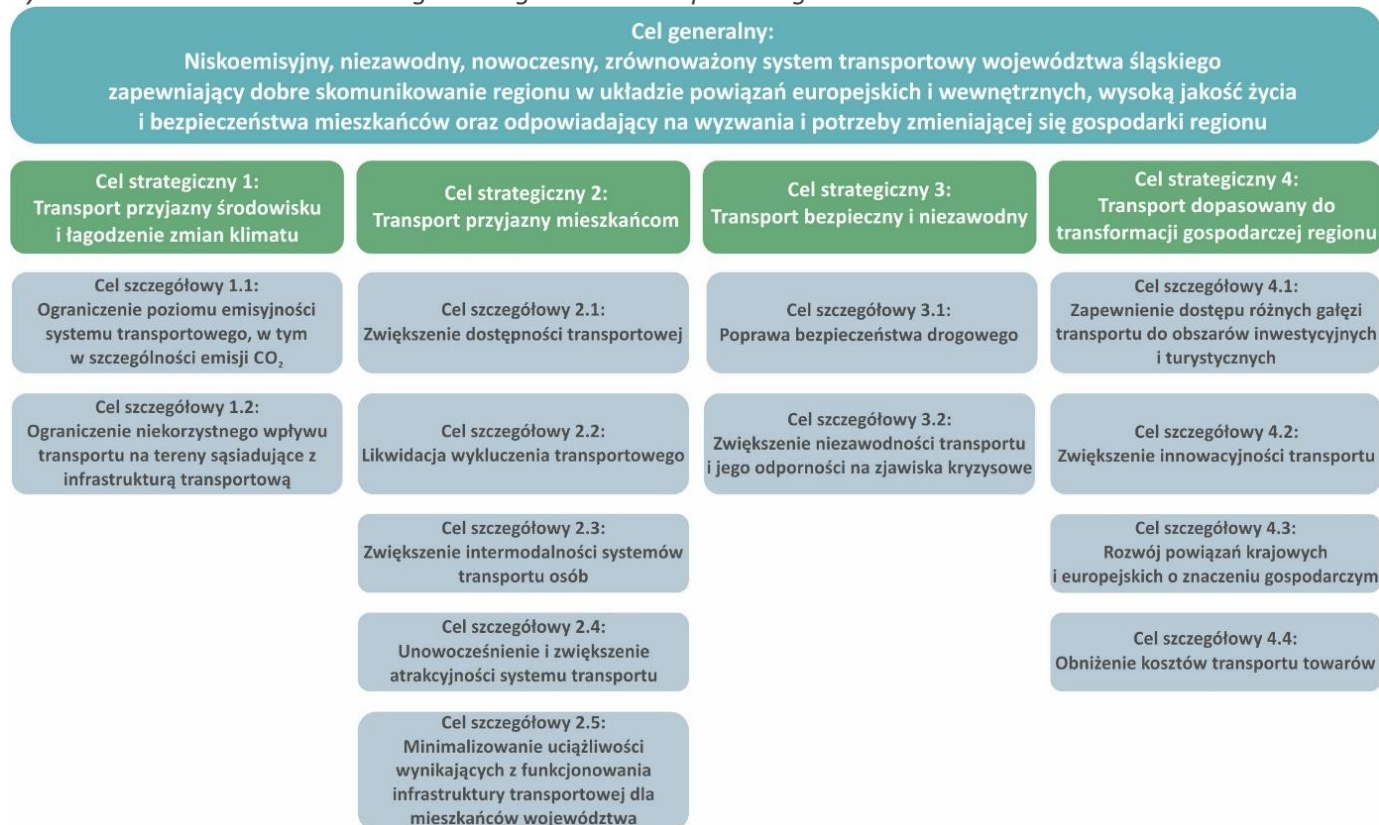 Cel generalny:
Niskoemisyjny, niezawodny, nowoczesny, zrównoważony system transportowy województwa śląskiego
zapewniający dobre skomunikowanie regionu w układzie powiązań europejskich i wewnętrznych, wysoką jakość życia
i bezpieczeństwa mieszkańców oraz odpowiadający na wyzwania i potrzeby zmieniającej się gospodarki regionu
Cel strategiczny 1:
Transport przyjazny środowisku
i łagodzenie zmian klimatu
Cel szczegółowy 1.1:
Ograniczenie poziomu emisyjności
systemu transportowego, w tym
w szczególności emisji CO₂
Cel szczegółowy 1.2:
Ograniczenie niekorzystnego wpływu
transportu na tereny sąsiadujące z
infrastrukturą transportową
Cel strategiczny 2:
Transport przyjazny mieszkańcom
Cel szczegółowy 2.1:
Zwiększenie dostępności transportowej
Cel szczegółowy 2.2:
Likwidacja wykluczenia transportowego
Cel szczegółowy 2.3:
Zwiększenie intermodalności systemów
transportu osób
Cel szczegółowy 2.4:
Unowocześnienie i zwiększenie
atrakcyjności systemu transportu
Cel szczegółowy 2.5:
Minimalizowanie uciążliwości
wynikających z funkcjonowania
infrastruktury transportowej dla
mieszkańców województwa
Cel strategiczny 3:
Transport bezpieczny i niezawodny
Cel szczegółowy 3.1:
Poprawa bezpieczeństwa drogowego
Cel szczegółowy 3.2:
Zwiększenie niezawodności transportu
i jego odporności na zjawiska kryzysowe
Cel strategiczny 4:
Transport dopasowany do
transformacji gospodarczej regionu
Cel szczegółowy 4.1:
Zapewnienie dostępu różnych gałęzi
transportu do obszarów inwestycyjnych
i turystycznych
Cel szczegółowy 4.2:
Zwiększenie innowacyjności transportu
Cel szczegółowy 4.3:
Rozwój powiązań krajowych
i europejskich o znaczeniu gospodarczym
Cel szczegółowy 4.4:
Obniżenie kosztów transportu towarów